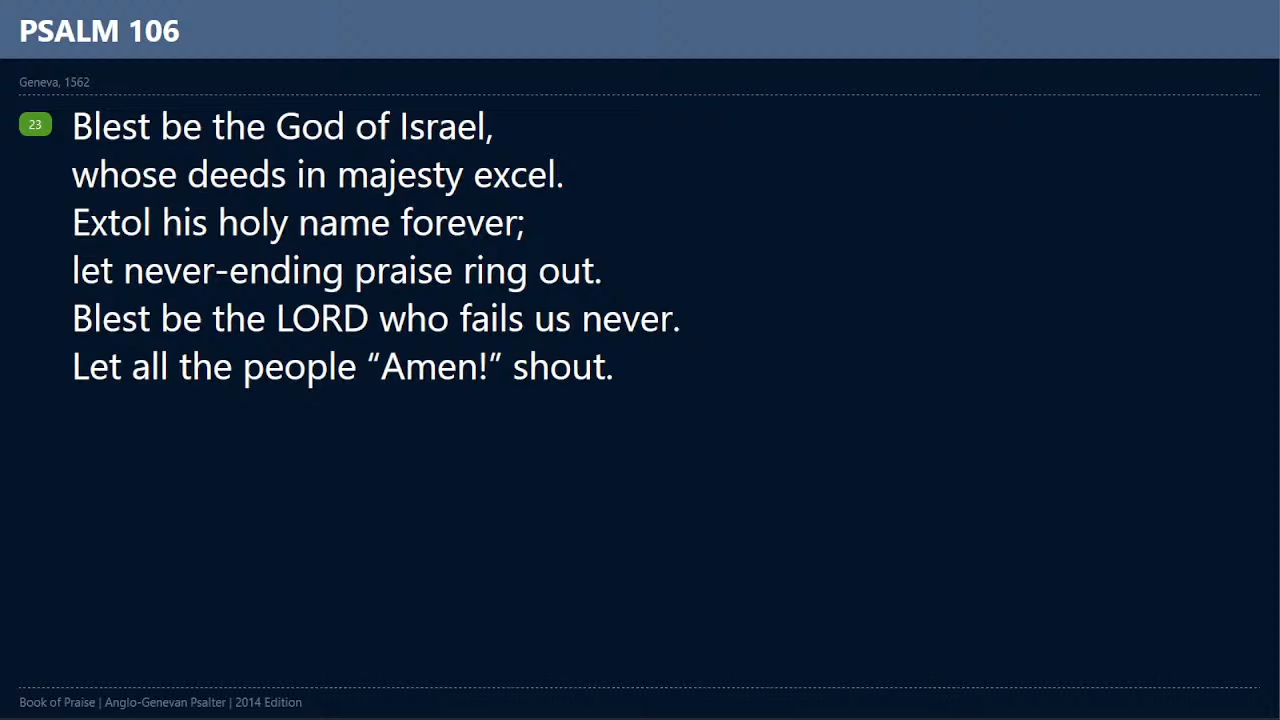 PSALM 106
Geneva, 1562
23
Blest be the God of Israel,
whose deeds in majesty excel.
Extol his holy name forever;
let never-ending praise ring out.
Blest be the LORD who fails us never.
Let all the people “Amen!” shout.
Book of Praise | Anglo-Genevan Psalter | 2014 Edition